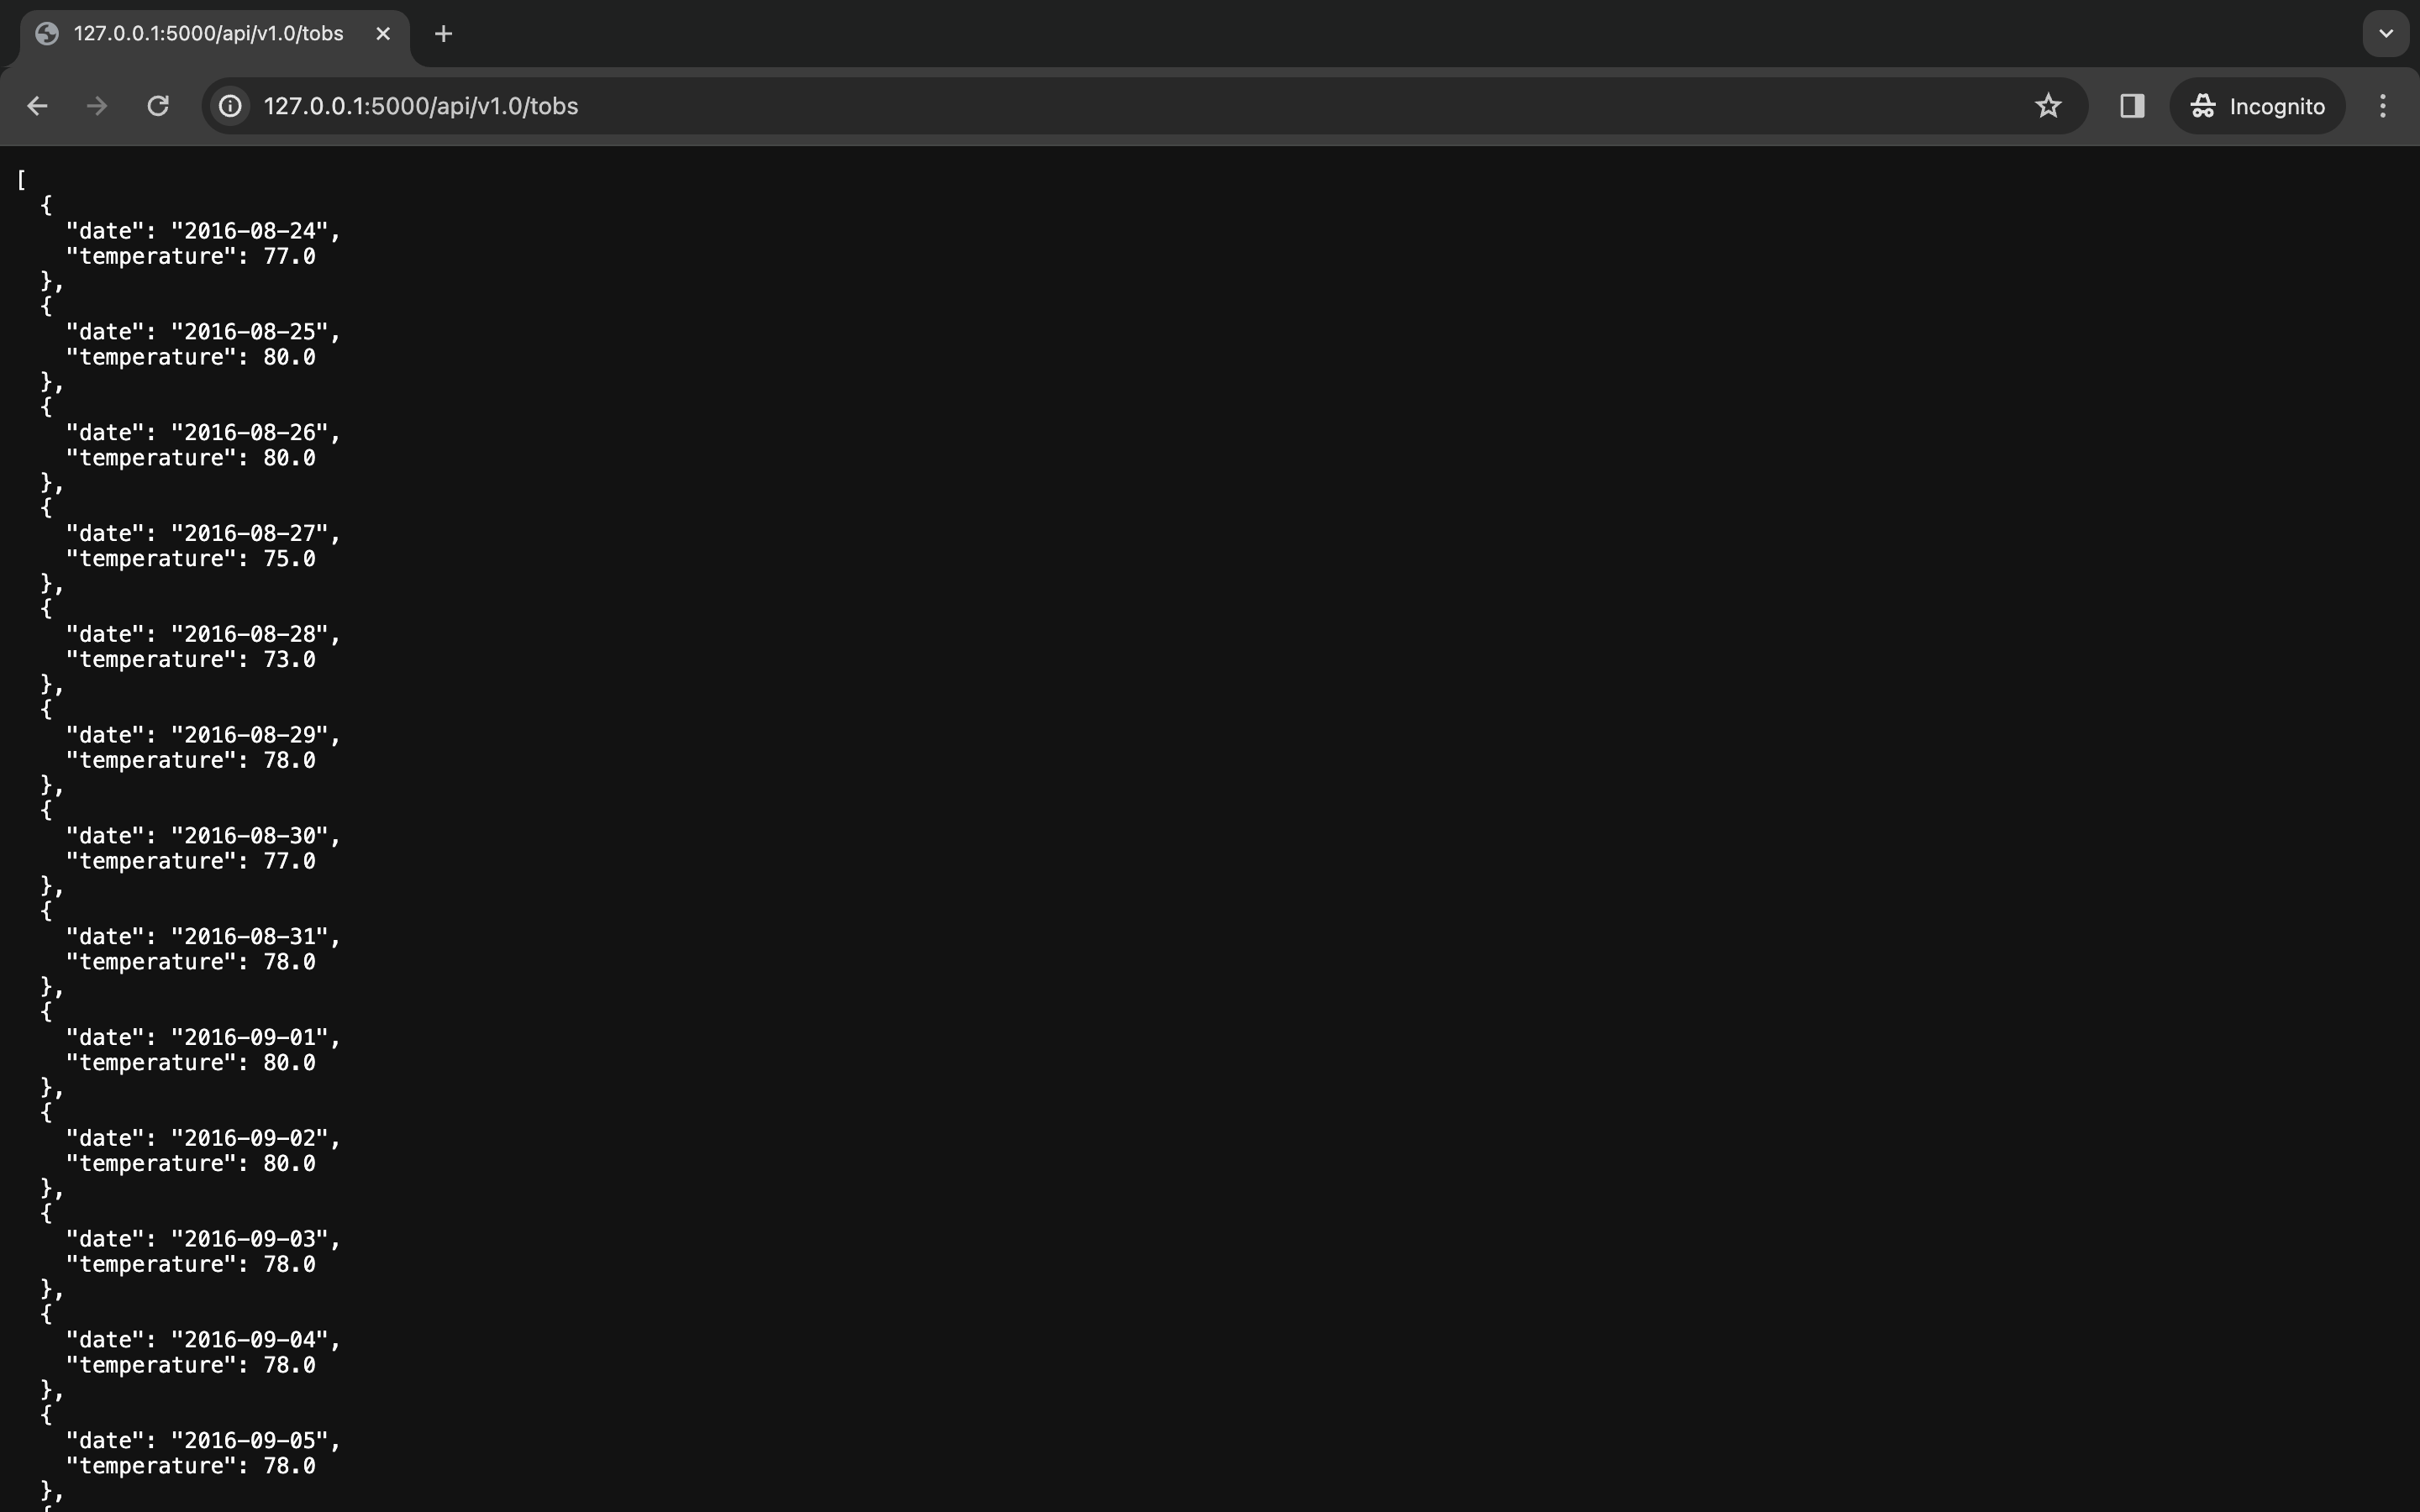 127.0.0.1:5000/api/v1.0/tobs
127.0.0.1:5000/api/v1.0/tobs
Incognito
[
  {
    "date": "2016-08-24",
    "temperature": 77.0
  },
  {
    "date": "2016-08-25",
    "temperature": 80.0
  },
  {
    "date": "2016-08-26",
    "temperature": 80.0
  },
  {
    "date": "2016-08-27",
    "temperature": 75.0
  },
  {
    "date": "2016-08-28",
    "temperature": 73.0
  },
  {
    "date": "2016-08-29",
    "temperature": 78.0
  },
  {
    "date": "2016-08-30",
    "temperature": 77.0
  },
  {
    "date": "2016-08-31",
    "temperature": 78.0
  },
  {
    "date": "2016-09-01",
    "temperature": 80.0
  },
  {
    "date": "2016-09-02",
    "temperature": 80.0
  },
  {
    "date": "2016-09-03",
    "temperature": 78.0
  },
  {
    "date": "2016-09-04",
    "temperature": 78.0
  },
  {
    "date": "2016-09-05",
    "temperature": 78.0
  },
  {